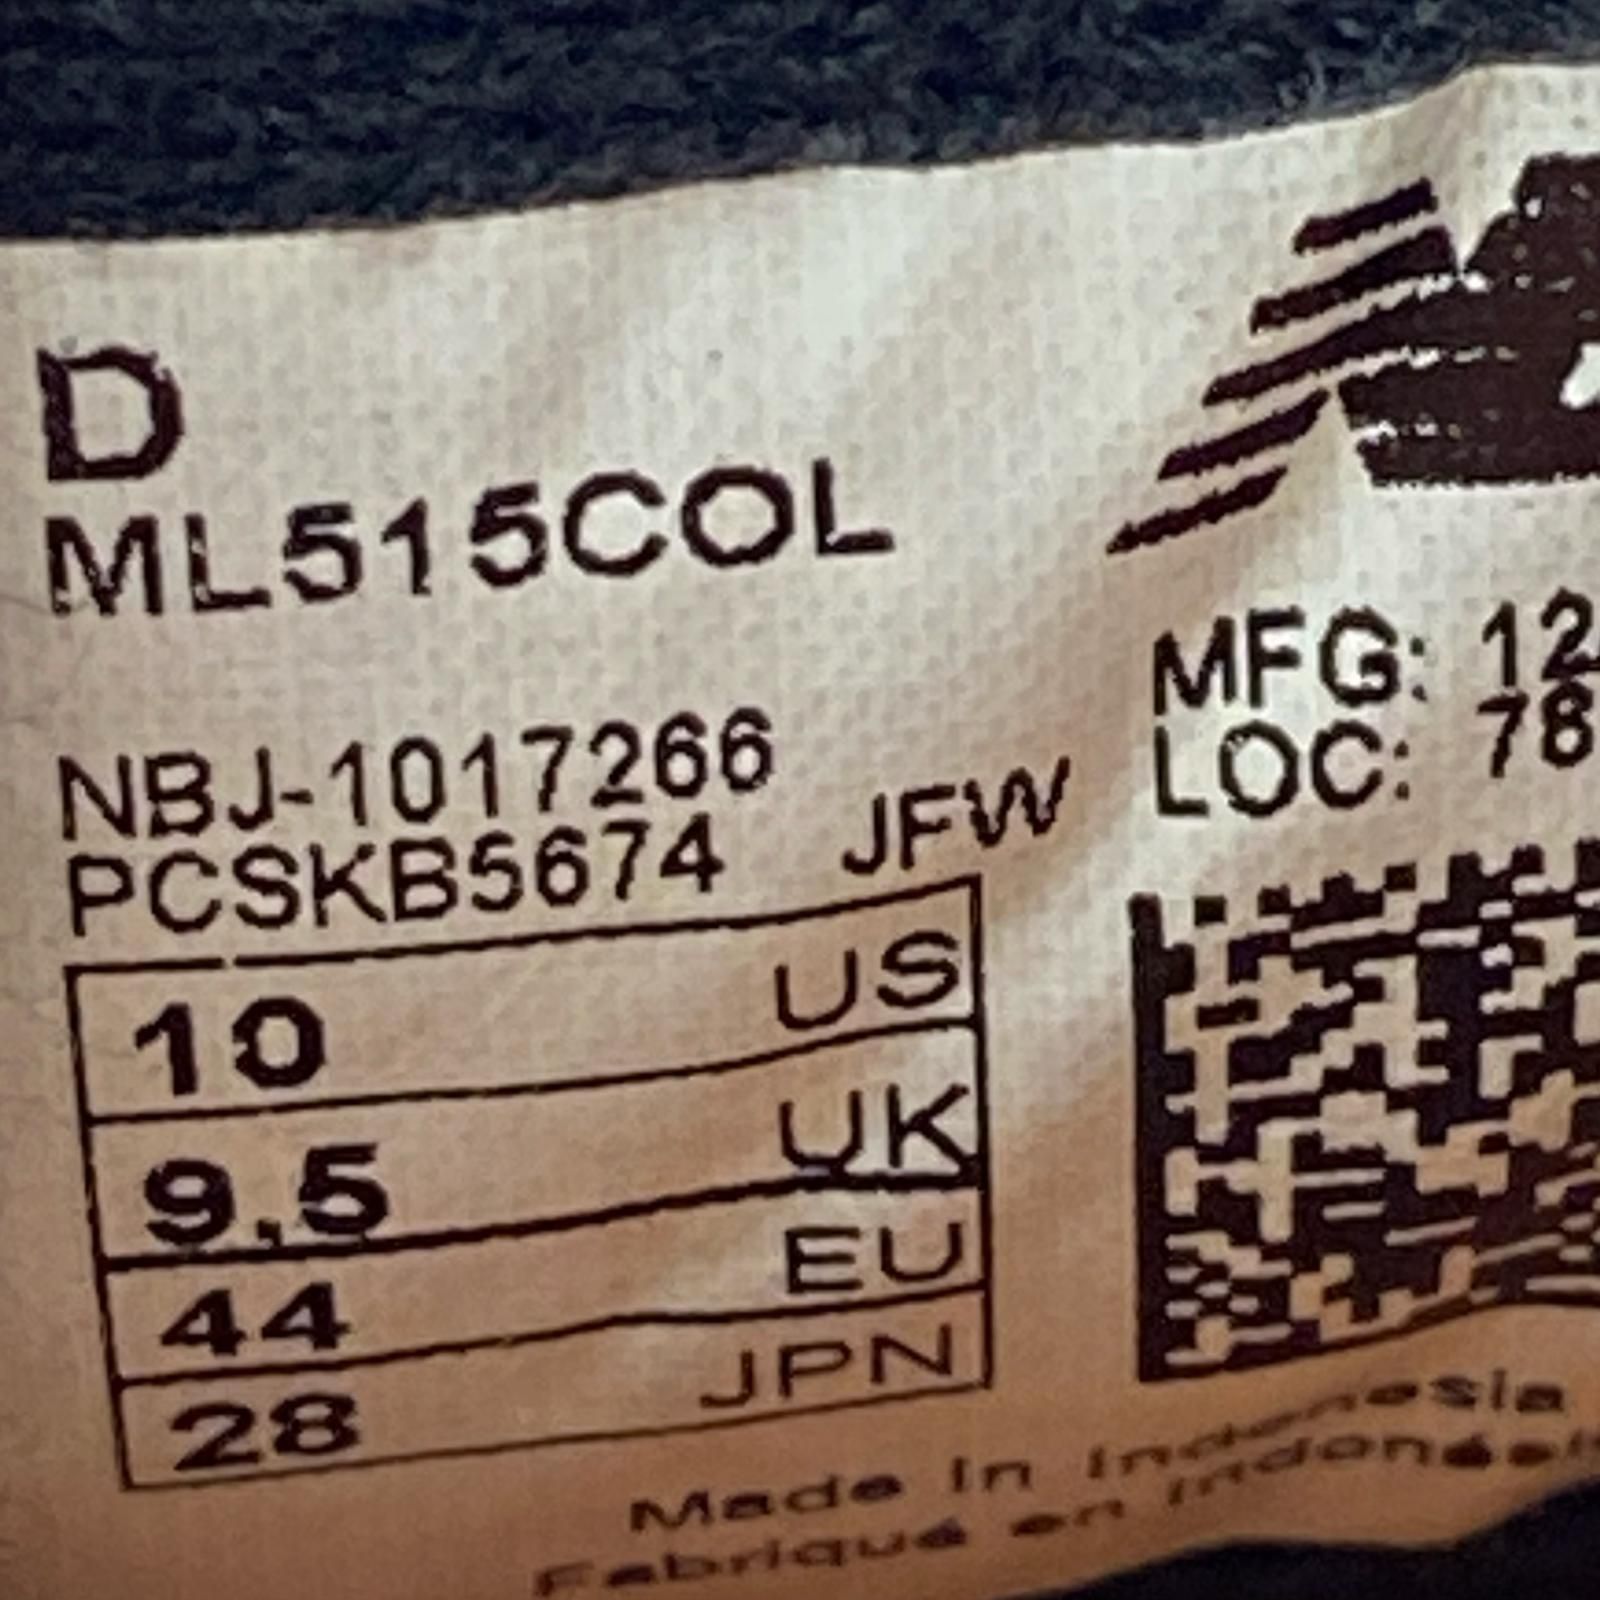 D
ML515COL
NBJ-1017266
PCSKB5674 JFW
10 US
9.5 UK
44 EU
28 JPN
MFG: 12
LOC: 78
Made in Indonesia
Fabriqué en